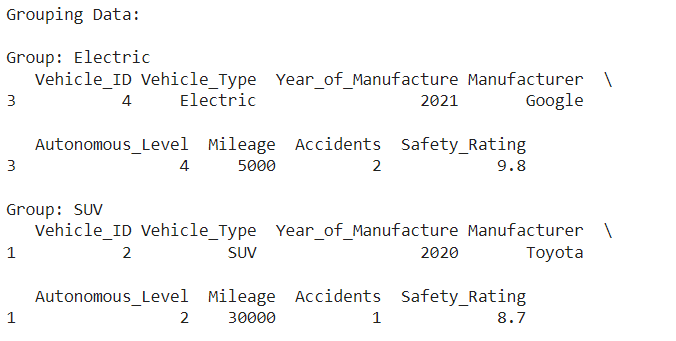 Grouping Data:
Group: Electric
   Vehicle_ID Vehicle_Type  Year_of_Manufacture Manufacturer  \
3           4     Electric                 2021       Google
   Autonomous_Level  Mileage  Accidents  Safety_Rating
3                 4     5000          2            9.8
Group: SUV
   Vehicle_ID Vehicle_Type  Year_of_Manufacture Manufacturer  \
1           2          SUV                 2020       Toyota
   Autonomous_Level  Mileage  Accidents  Safety_Rating
1                 2    30000          1            8.7